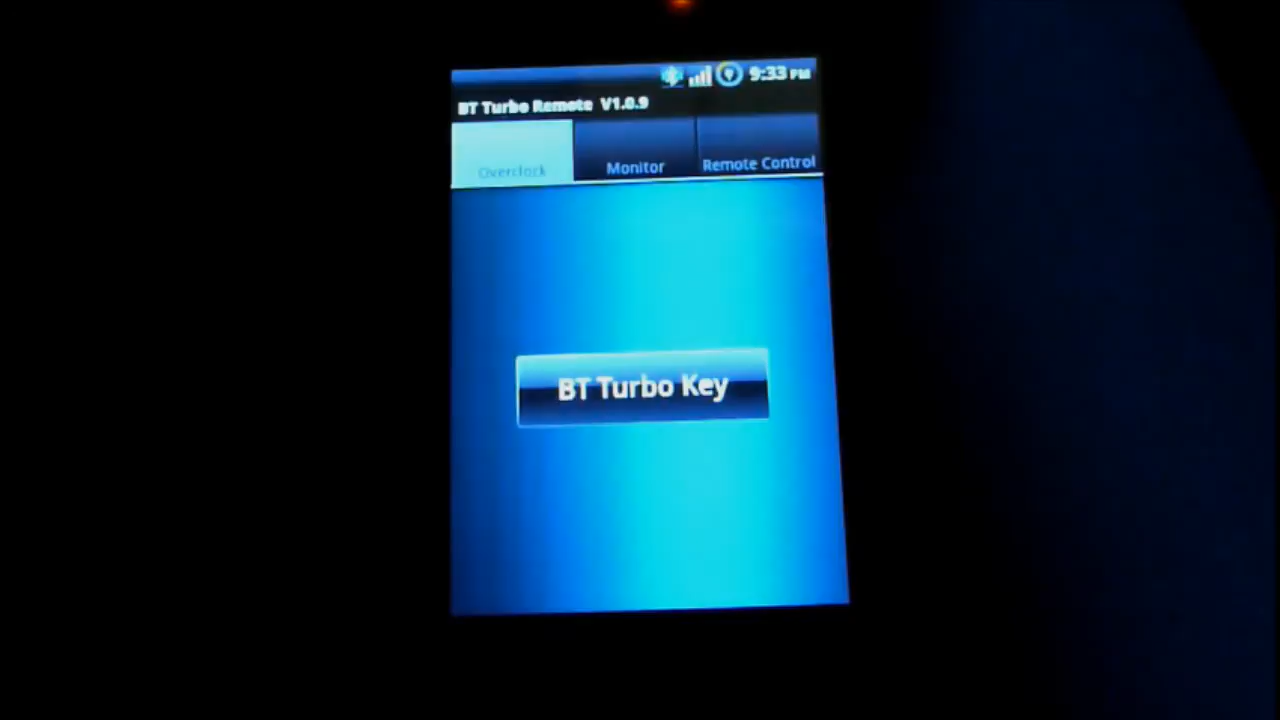 9:33 PM
BT Turbo Remote V1.0.9
Overclock
Monitor
Remote Control
BT Turbo Key